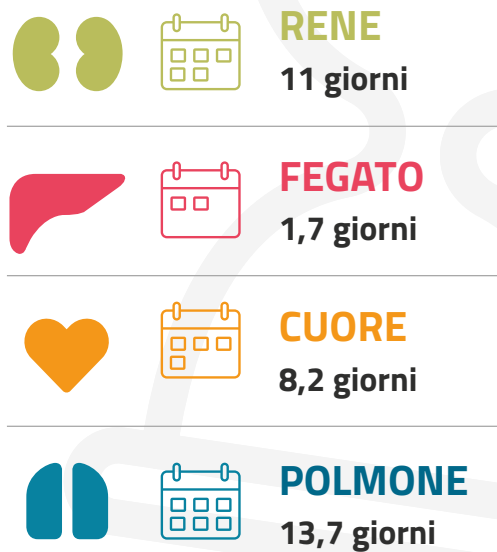 RENE
11 giorni
FEGATO
1,7 giorni
CUORE
8,2 giorni
POLMONE
13,7 giorni